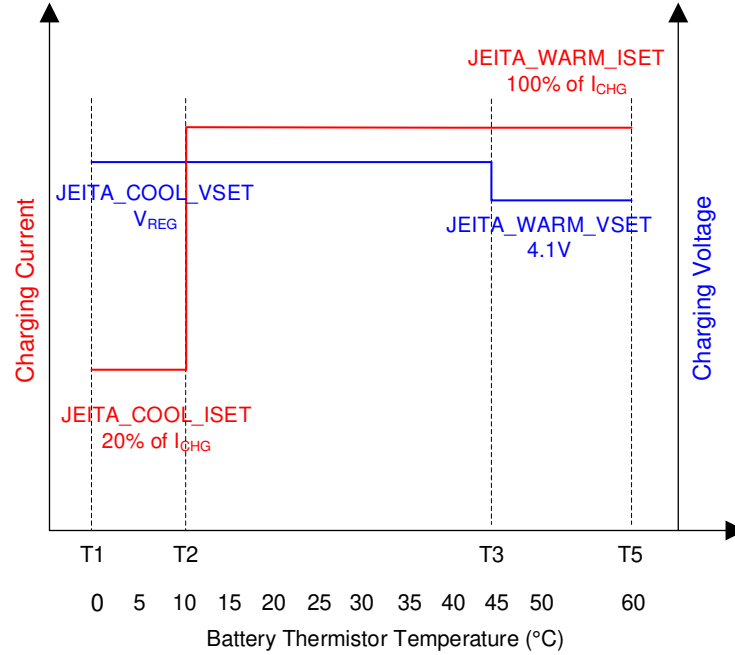 JEITA_WARM_ISET
100% of ICHG
JEITA_COOL_VSET
VREG
JEITA_WARM_VSET
4.1V
Charging Current
Charging Voltage
JEITA_COOL_ISET
20% of ICHG
T1 T2 T3 T5
0 5 10 15 20 25 30 35 40 45 50 60
Battery Thermistor Temperature (°C)